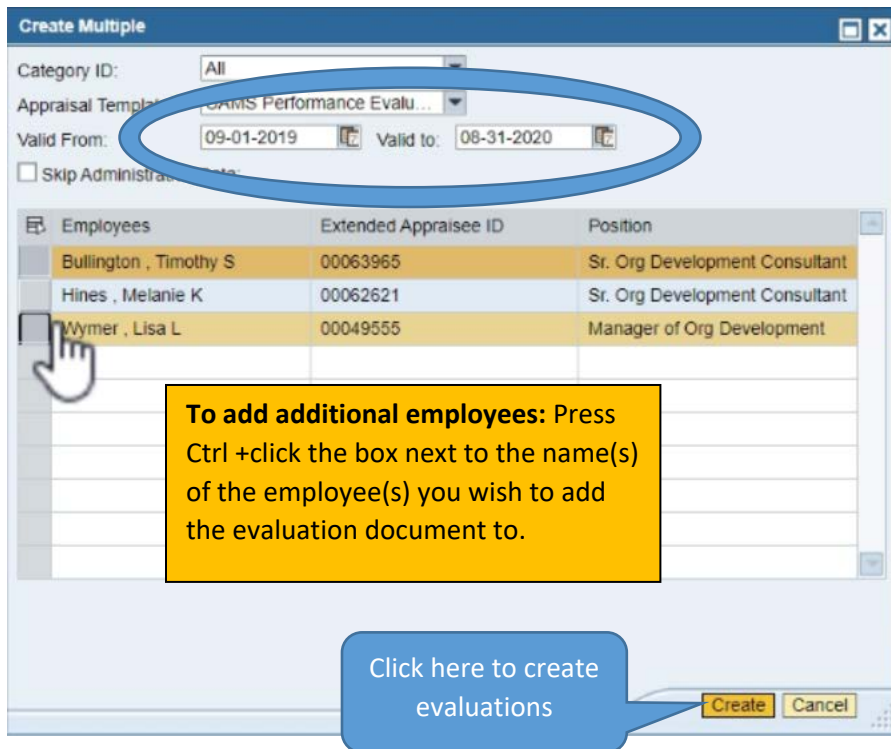 Create Multiple
Category ID: All
Appraisal Templat SAMS Performance Evalu...
Valid From: 09-01-2019 Valid to: 08-31-2020
Skip Administrat
Employees Extended Appraisee ID Position
Bullington , Timothy S 00063965 Sr. Org Development Consultant
Hines , Melanie K 00062621 Sr. Org Development Consultant
Wymer , Lisa L 00049555 Manager of Org Development
To add additional employees: Press
Ctrl +click the box next to the name(s)
of the employee(s) you wish to add
the evaluation document to.
Click here to create
evaluations
Create Cancel